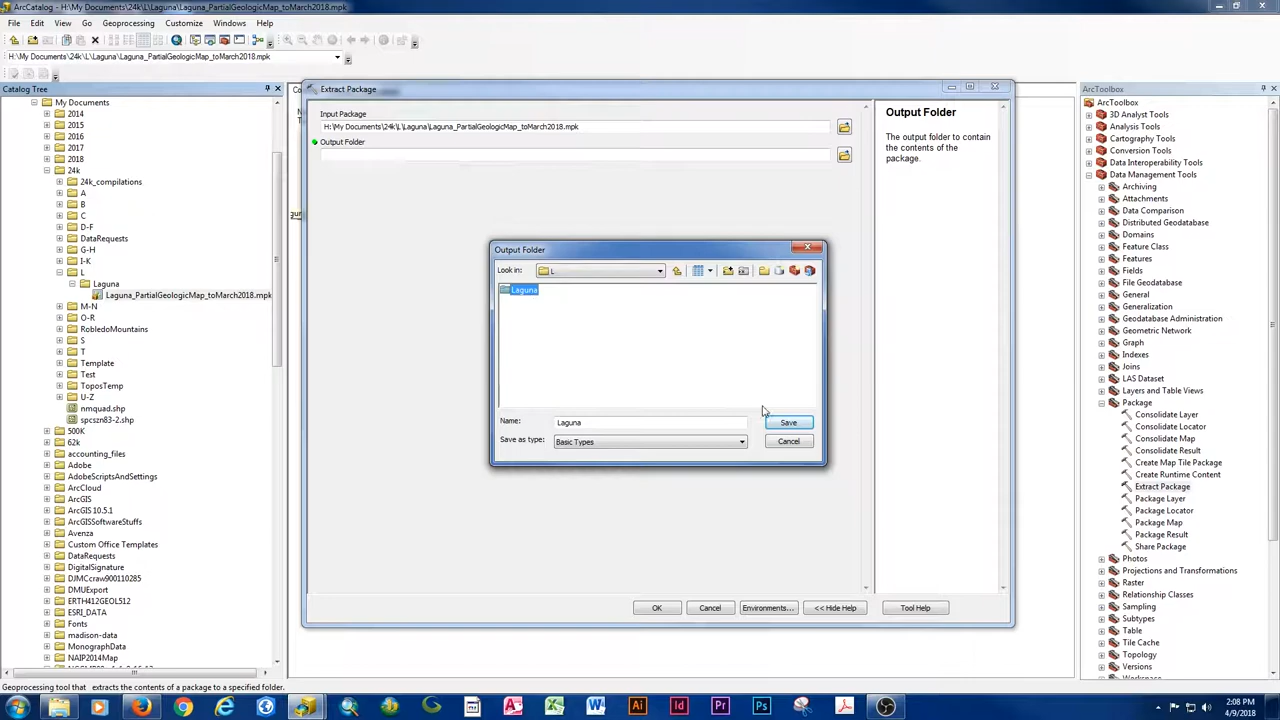 ArcCatalog - H:\My Documents\24k\L\Laguna\Laguna_PartialGeologicMap_toMarch2018.mpk
File Edit View Go Geoprocessing Customize Windows Help
H:\My Documents\24k\L\Laguna\Laguna_PartialGeologicMap_toMarch2018.mpk
Catalog Tree
My Documents
2014
2015
2016
2017
2018
24k
24k_compilations
A
B
C
D-F
DataRequests
G-H
I-K
L
Laguna
Laguna_PartialGeologicMap_toMarch2018.mpk
M-N
O-R
RobledoMountains
S
T
Template
Test
ToposTemp
U-Z
nmquad.shp
spcszn83-2.shp
500K
62k
accounting_files
Adobe
AdobeScriptsAndSettings
ArcCloud
ArcGIS
ArcGIS 10.5.1
ArcGISSoftwareStuffs
Avenza
Custom Office Templates
DataRequests
DigitalSignature
DJMCcraw900110285
DMUExport
ERTH412GEOL512
ESRI_DATA
Fonts
madison-data
MonographData
NAIP2014Map
Extract Package
Input Package
H:\My Documents\24k\L\Laguna\Laguna_PartialGeologicMap_toMarch2018.mpk
Output Folder
Output Folder
The output folder to contain
the contents of the
package.
Output Folder
Look in: L
Laguna
Name: Laguna Save
Save as type: Basic Types Cancel
OK Cancel Environments... << Hide Help Tool Help
ArcToolbox
ArcToolbox
3D Analyst Tools
Analysis Tools
Cartography Tools
Conversion Tools
Data Interoperability Tools
Data Management Tools
Archiving
Attachments
Data Comparison
Distributed Geodatabase
Domains
Feature Class
Features
Fields
File Geodatabase
General
Generalization
Geodatabase Administration
Geometric Network
Graph
Indexes
Joins
LAS Dataset
Layers and Table Views
Package
Consolidate Layer
Consolidate Locator
Consolidate Map
Consolidate Result
Create Map Tile Package
Create Runtime Content
Extract Package
Package Layer
Package Locator
Package Map
Package Result
Share Package
Photos
Projections and Transformations
Raster
Relationship Classes
Sampling
Subtypes
Table
Tile Cache
Topology
Versions
Geoprocessing tool that extracts the contents of a package to a specified folder.
2:08 PM
4/9/2018